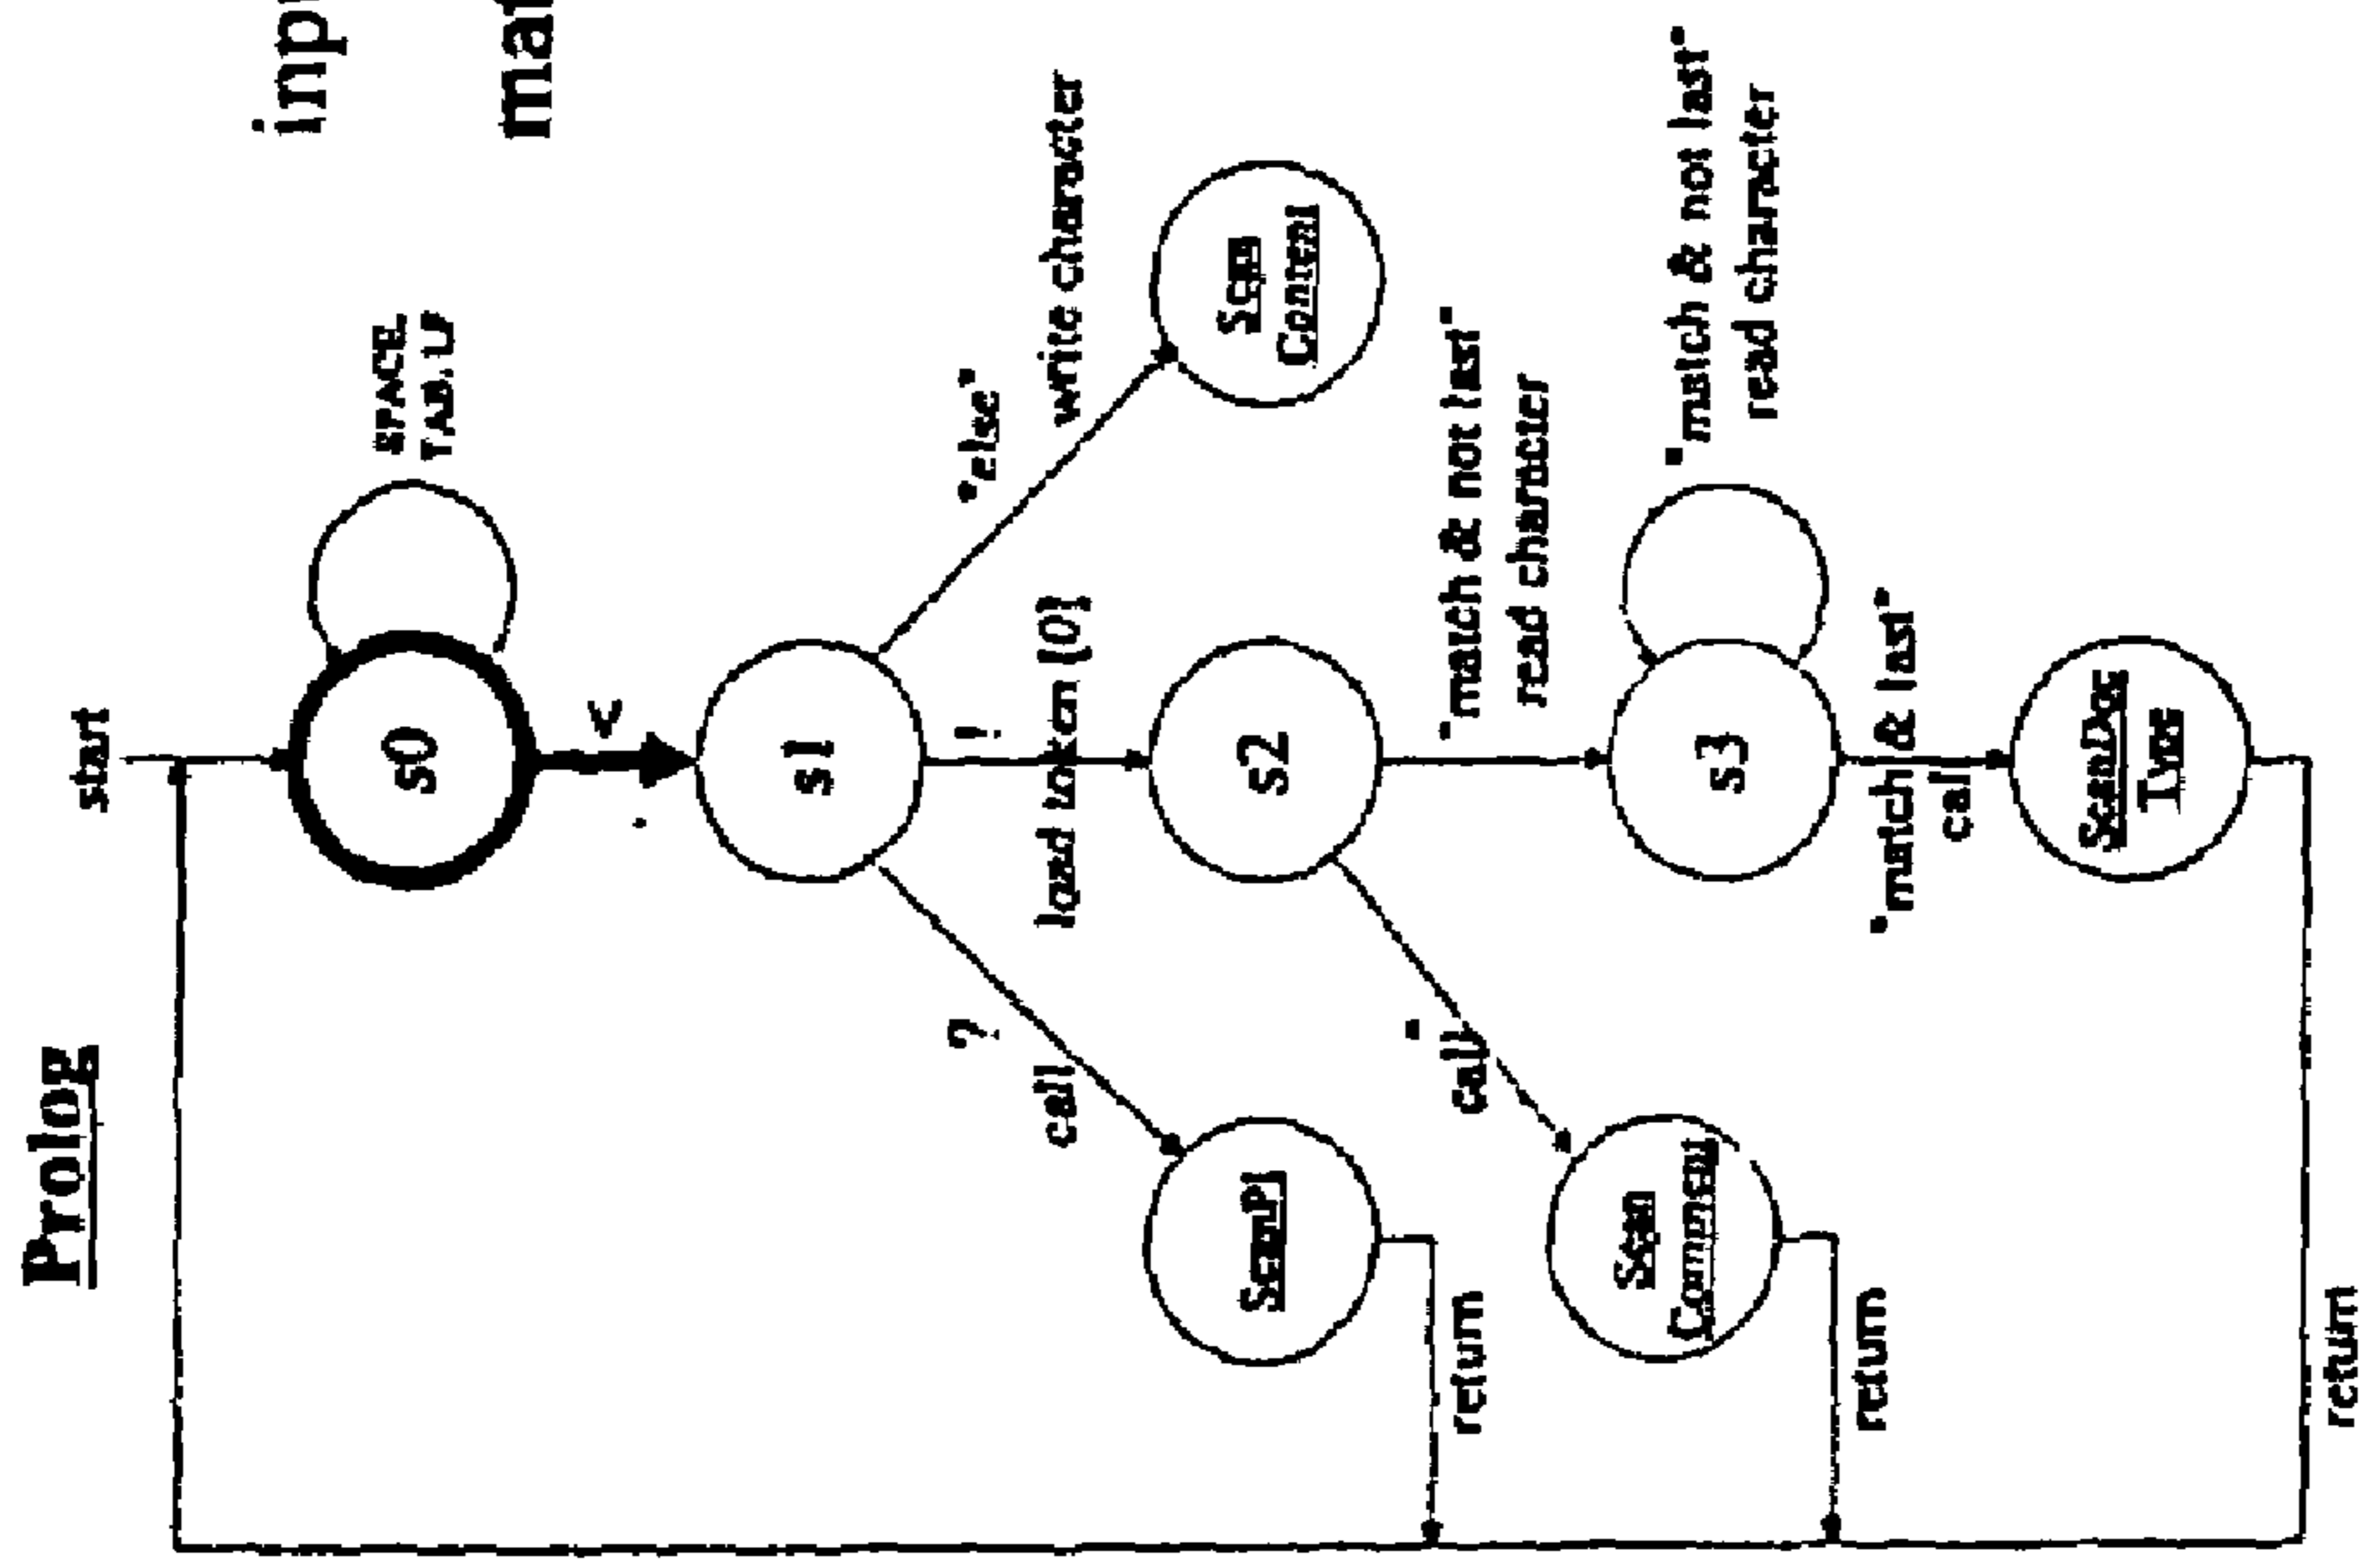 Prolog
start
s0
SPACE,
TAB, LF
<
s1
"else"
write character
!
load token [0]
?
call
Scan
Content
s2
ScanPI
"match & not last"
read character
-
call
return
Scan
Comment
s3
"match & not last"
read character
"match & last"
call
return
ScanDoc
Type
return
inp
mai